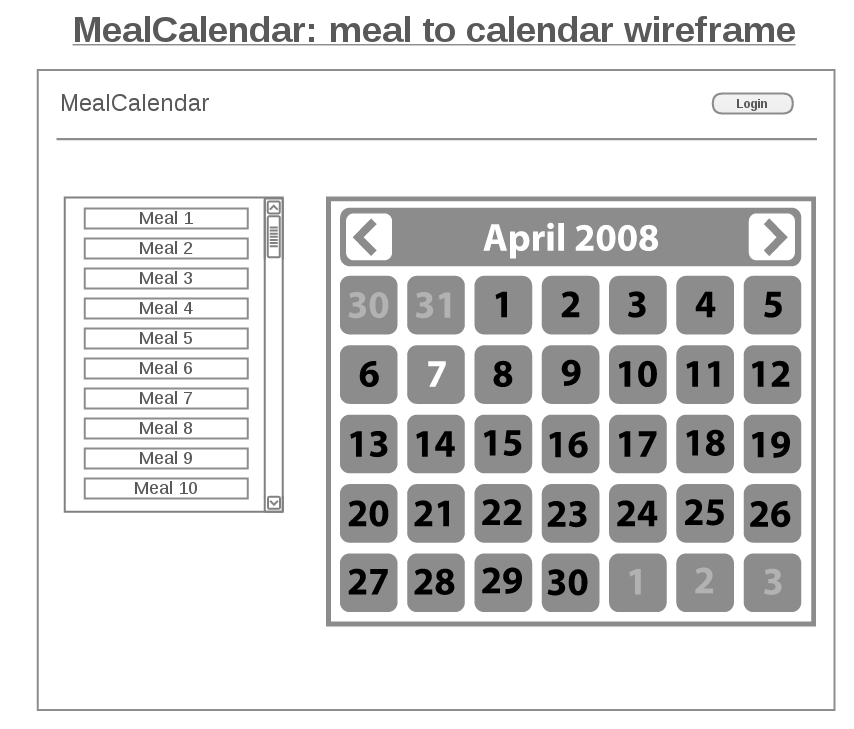 MealCalendar: meal to calendar wireframe
MealCalendar
Login
Meal 1
Meal 2
Meal 3
Meal 4
Meal 5
Meal 6
Meal 7
Meal 8
Meal 9
Meal 10
April 2008
30 31 1 2 3 4 5
6 7 8 9 10 11 12
13 14 15 16 17 18 19
20 21 22 23 24 25 26
27 28 29 30 1 2 3